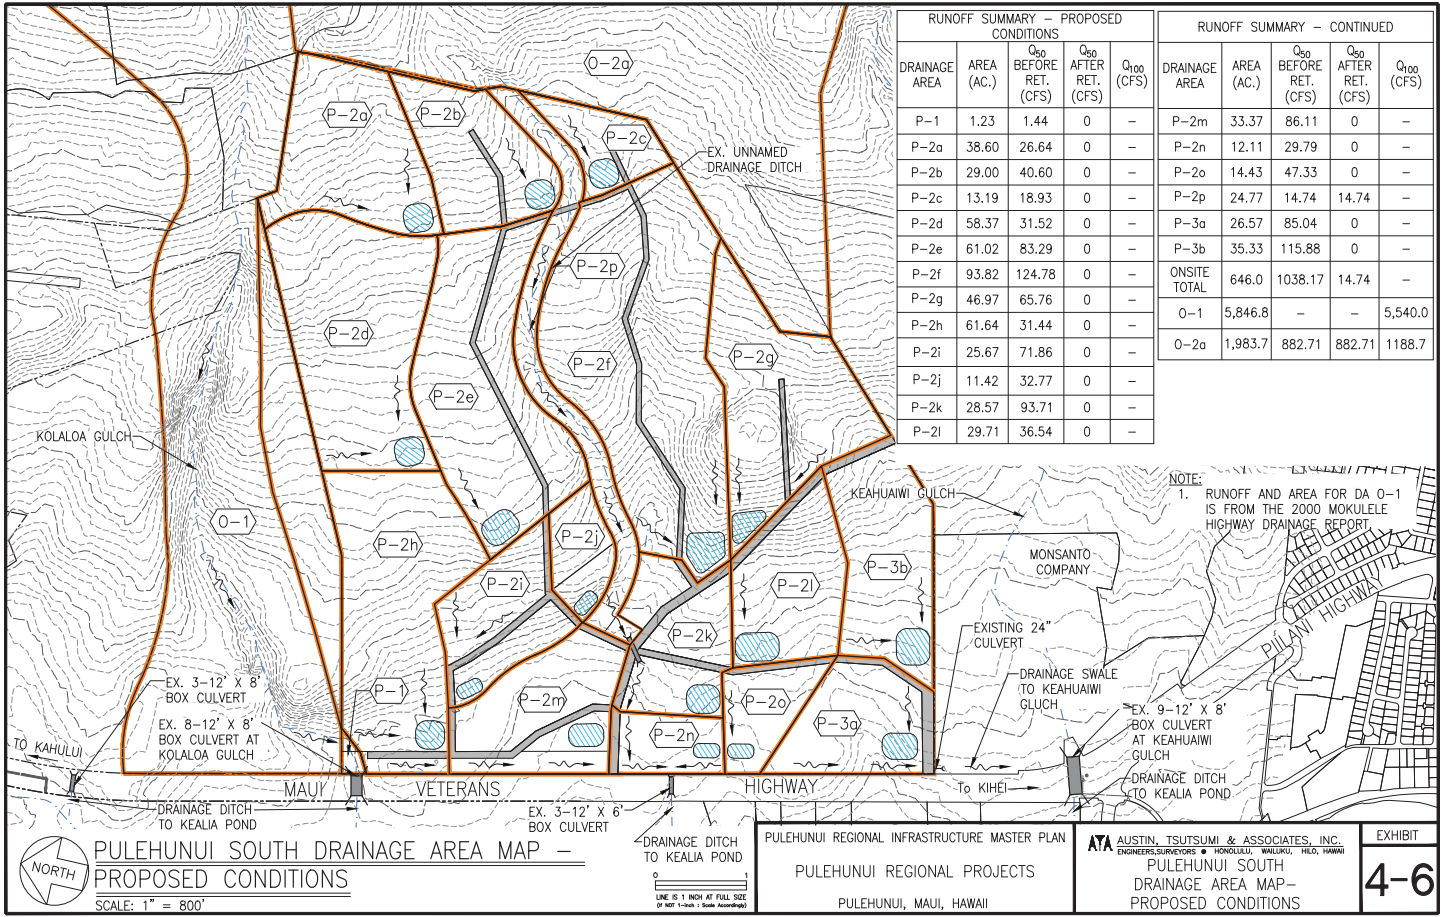 RUNOFF SUMMARY – PROPOSED
CONDITIONS
DRAINAGE AREA | AREA (AC.) | Q50 BEFORE RET. (CFS) | Q50 AFTER RET. (CFS) | Q100 (CFS)
P-1 1.23 1.44 0 –
P-2a 38.60 26.64 0 –
P-2b 29.00 40.60 0 –
P-2c 13.19 18.93 0 –
P-2d 58.37 31.52 0 –
P-2e 61.02 83.29 0 –
P-2f 93.82 124.78 0 –
P-2g 46.97 65.76 0 –
P-2h 61.64 31.44 0 –
P-2i 25.67 71.86 0 –
P-2j 11.42 32.77 0 –
P-2k 28.57 93.71 0 –
P-2l 29.71 36.54 0 –
RUNOFF SUMMARY – CONTINUED
DRAINAGE AREA | AREA (AC.) | Q50 BEFORE RET. (CFS) | Q50 AFTER RET. (CFS) | Q100 (CFS)
P-2m 33.37 86.11 0 –
P-2n 12.11 29.79 0 –
P-2o 14.43 47.33 0 –
P-2p 24.77 14.74 14.74 –
P-3a 26.57 85.04 0 –
P-3b 35.33 115.88 0 –
ONSITE TOTAL 646.0 1038.17 14.74 –
O-1 5,846.8 – – 5,540.0
O-2a 1,983.7 882.71 882.71 1188.7
O-2a
P-2a
P-2b
P-2c
EX. UNNAMED
DRAINAGE DITCH
P-2p
P-2d
P-2f
P-2g
P-2e
KOLALOA GULCH
O-1
P-2h
P-2j
P-2i
P-2l
P-3b
P-2k
KEAHUAIWI GULCH
NOTE:
1. RUNOFF AND AREA FOR DA O-1
IS FROM THE 2000 MOKULELE
HIGHWAY DRAINAGE REPORT.
MONSANTO
COMPANY
PIILANI HIGHWAY
EXISTING 24"
CULVERT
DRAINAGE SWALE
TO KEAHUAIWI
GLUCH
EX. 3-12' X 8'
BOX CULVERT
P-1
P-2m
P-2o
P-3a
P-2n
EX. 8-12' X 8'
BOX CULVERT AT
KOLALOA GULCH
EX. 9-12' X 8'
BOX CULVERT
AT KEAHUAIWI
GULCH
TO KAHULUI
MAUI VETERANS HIGHWAY
To KIHEI
DRAINAGE DITCH
TO KEALIA POND
DRAINAGE DITCH
TO KEALIA POND
EX. 3-12' X 6'
BOX CULVERT
DRAINAGE DITCH
TO KEALIA POND
NORTH
PULEHUNUI SOUTH DRAINAGE AREA MAP –
PROPOSED CONDITIONS
SCALE: 1" = 800'
0 1
LINE IS 1 INCH AT FULL SIZE
(IF NOT 1-inch : Scale Accordingly)
PULEHUNUI REGIONAL INFRASTRUCTURE MASTER PLAN
PULEHUNUI REGIONAL PROJECTS
PULEHUNUI, MAUI, HAWAII
ATA AUSTIN, TSUTSUMI & ASSOCIATES, INC.
ENGINEERS, SURVEYORS • HONOLULU, WAILUKU, HILO, HAWAII
PULEHUNUI SOUTH
DRAINAGE AREA MAP–
PROPOSED CONDITIONS
EXHIBIT
4-6